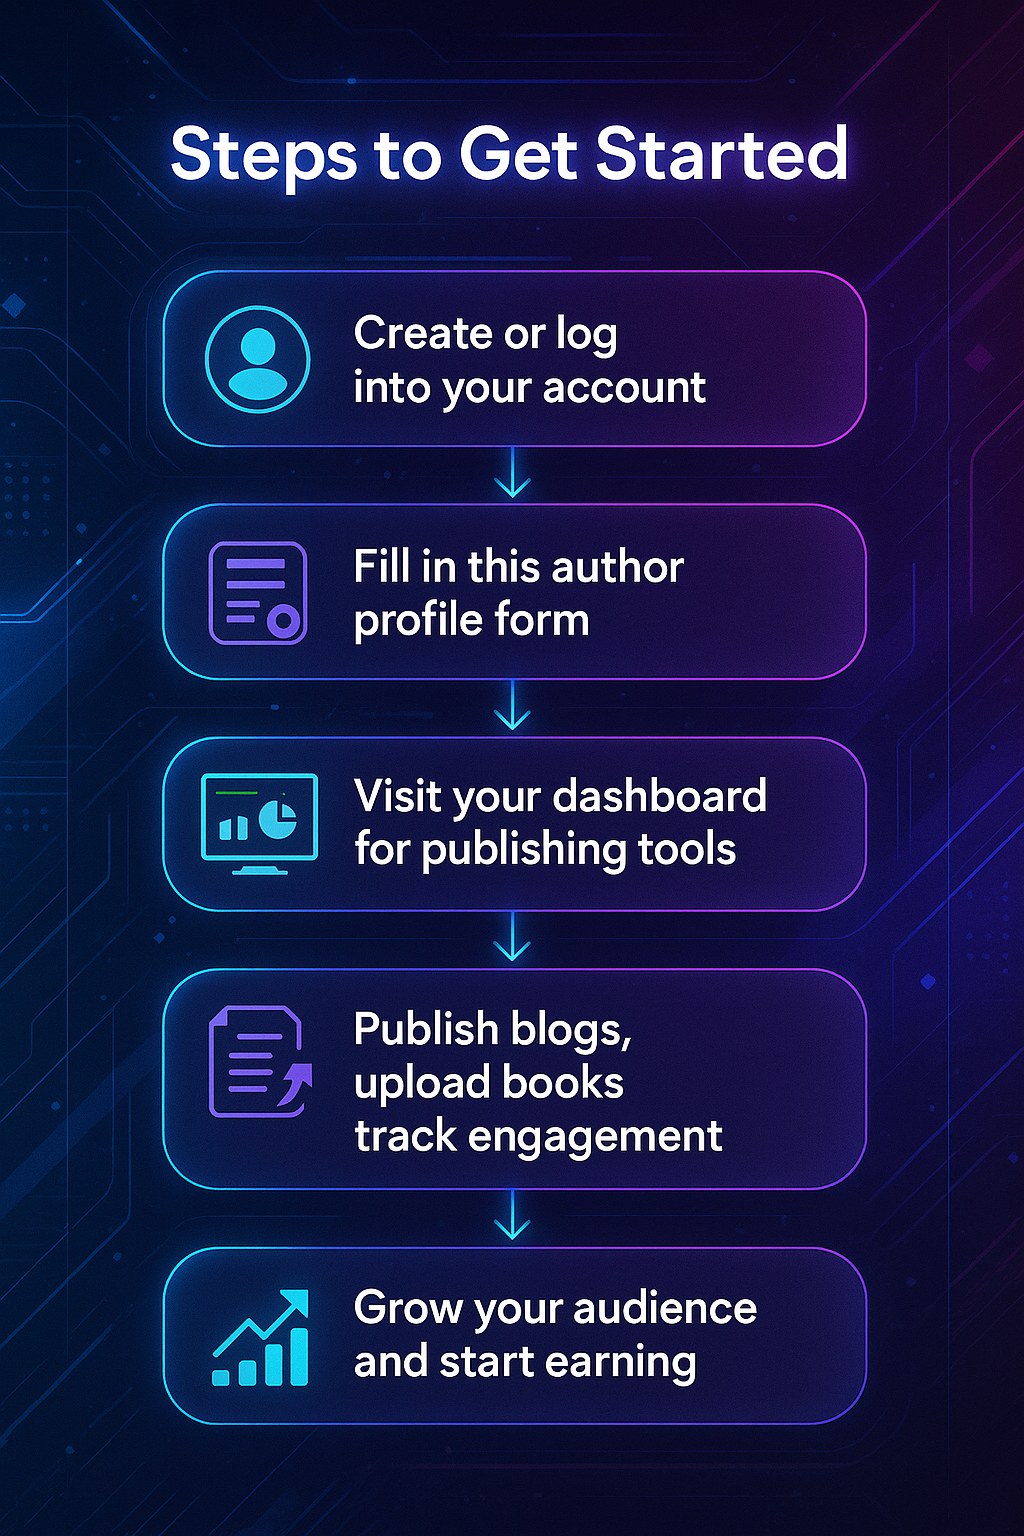 Steps to Get Started
Create or log
into your account
Fill in this author
profile form
Visit your dashboard
for publishing tools
Publish blogs,
upload books
track engagement
Grow your audience
and start earning